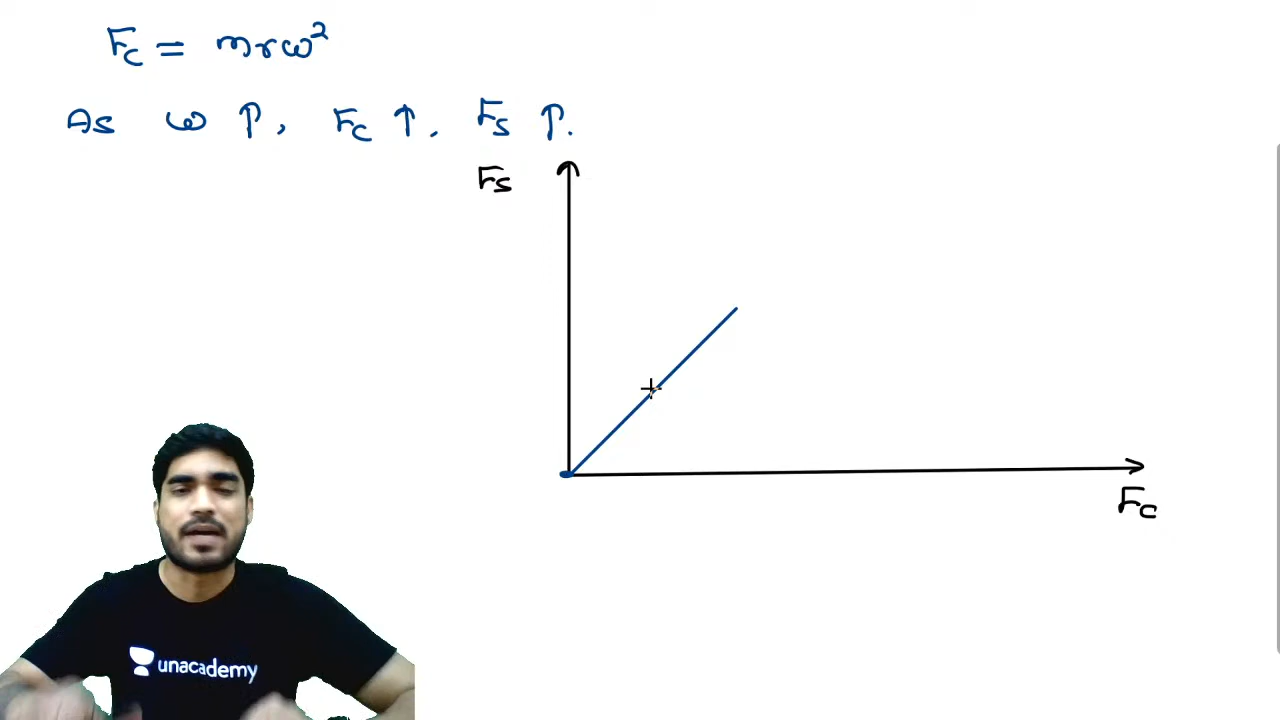 Fc = mrω²
As ω ↑, Fc ↑. Fs ↑.
Fs
Fc
unacademy